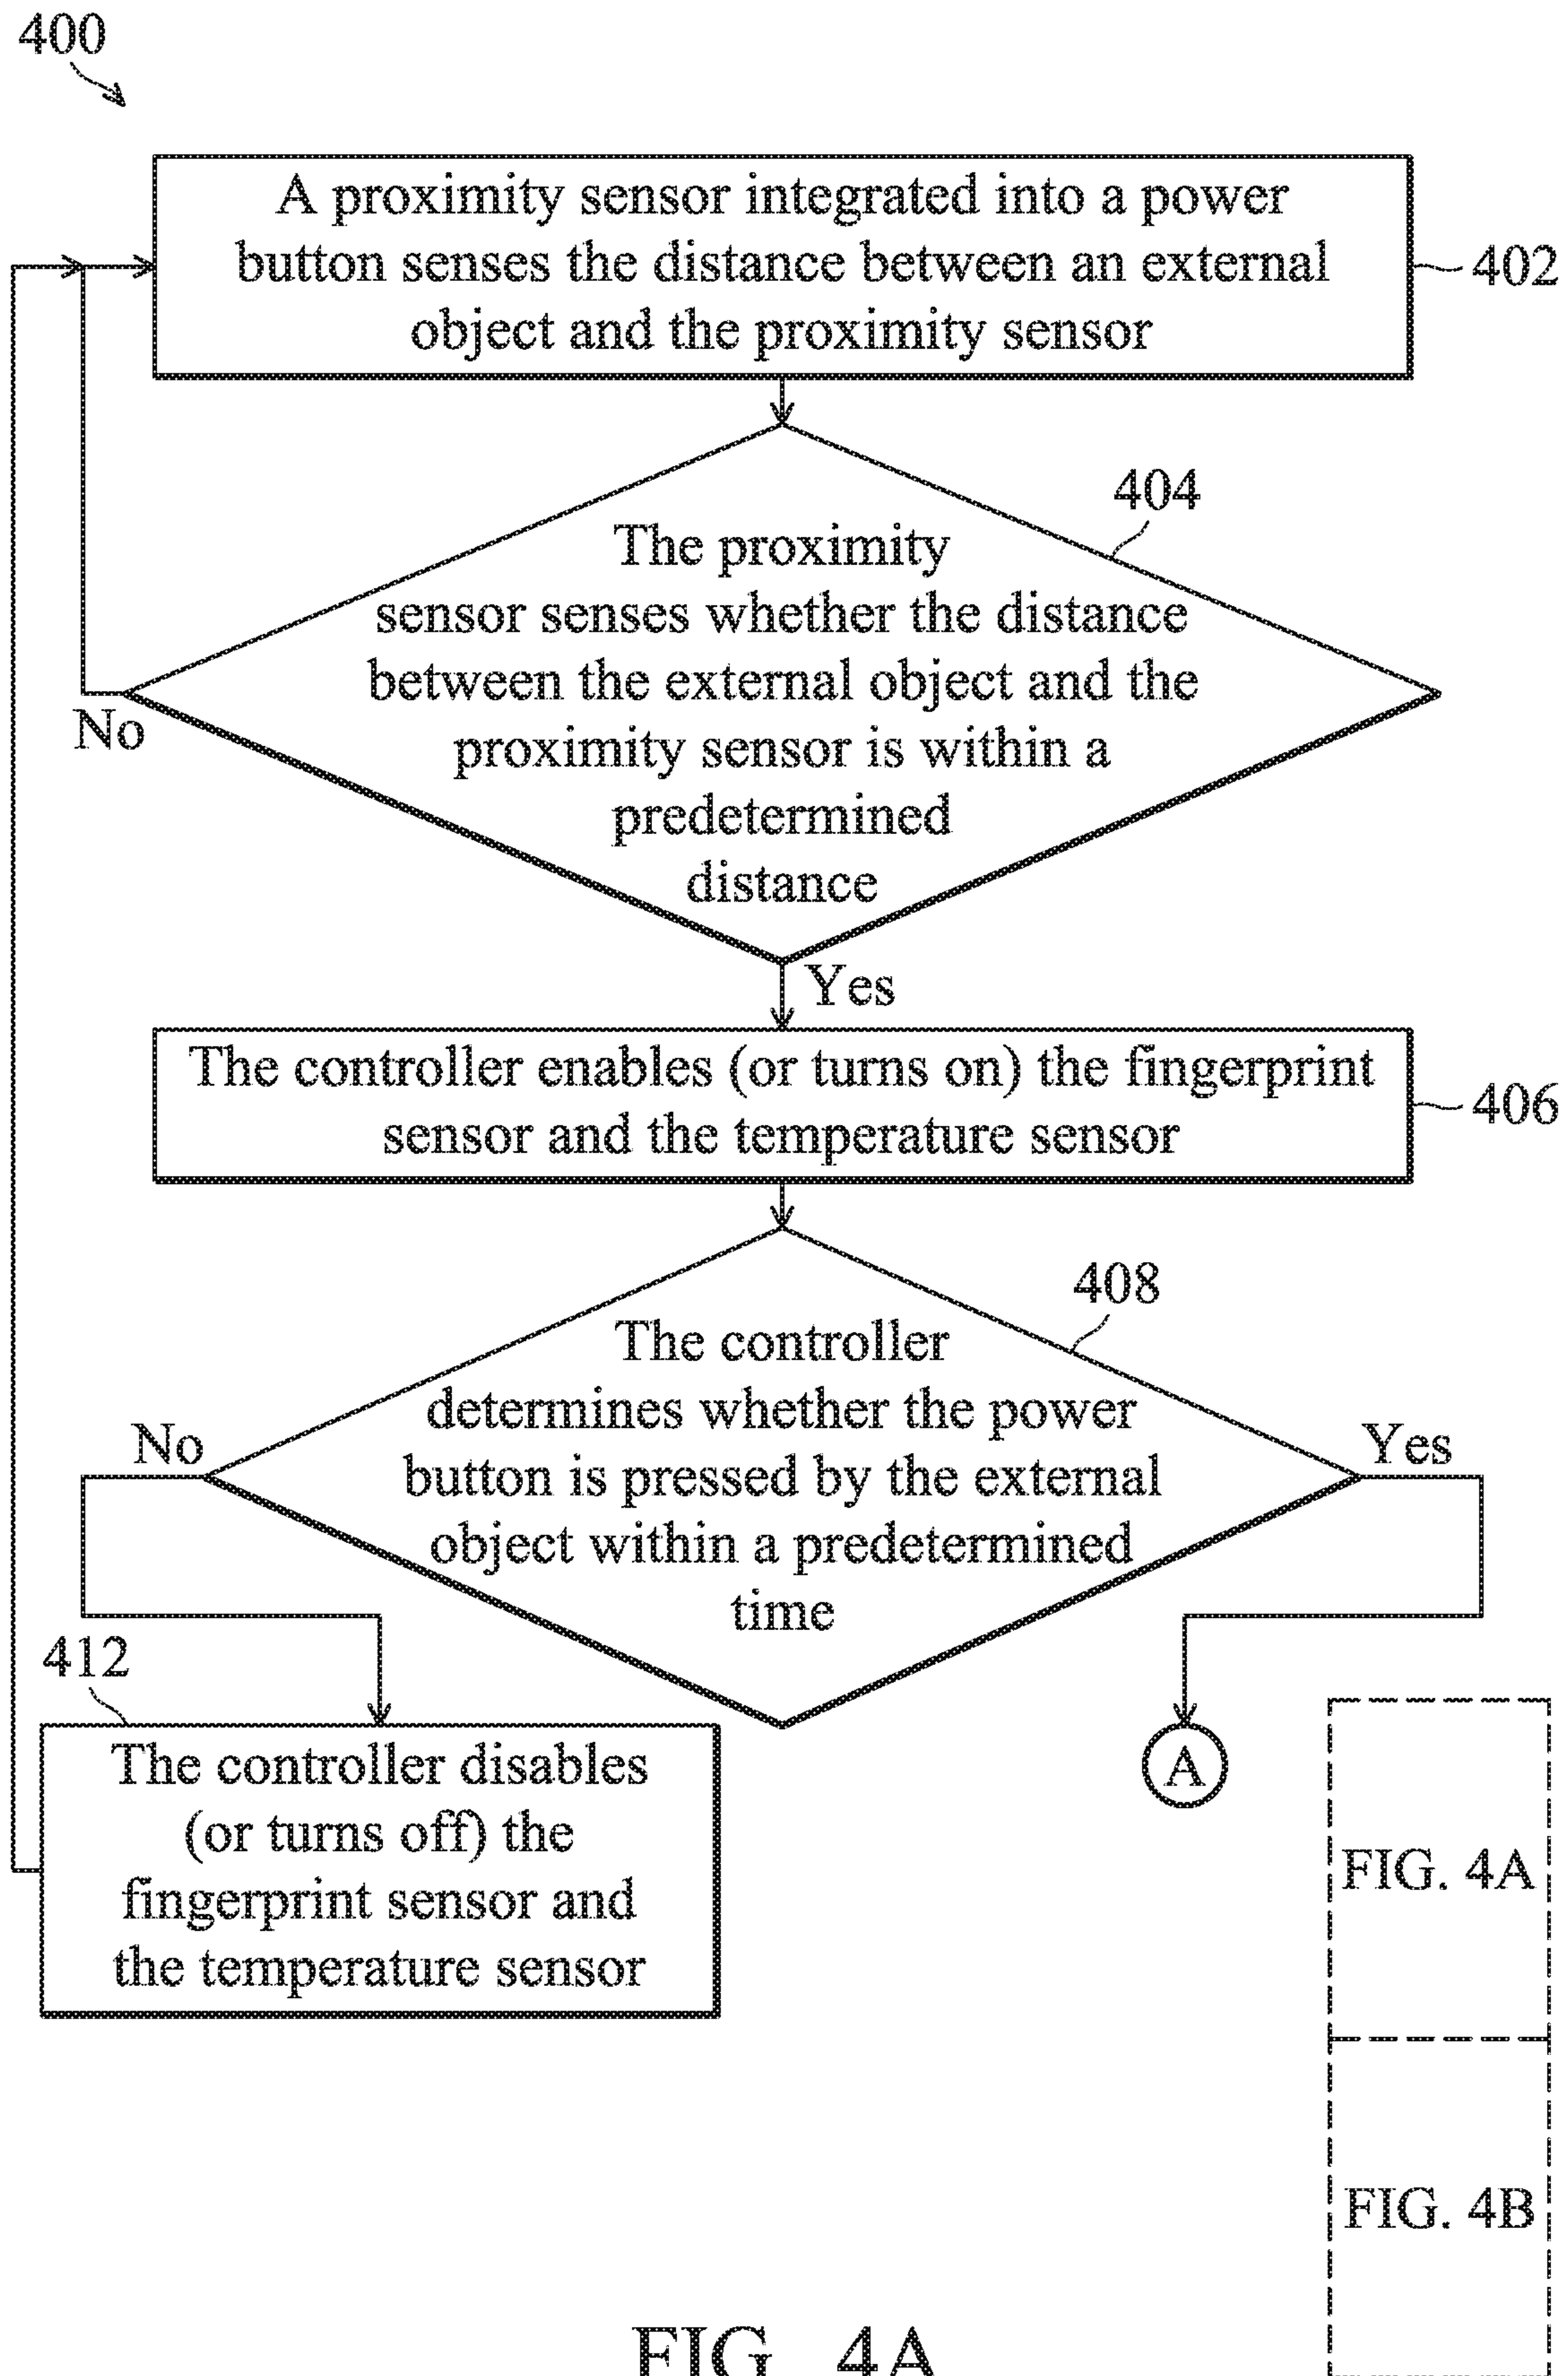 400
A proximity sensor integrated into a power
button senses the distance between an external
object and the proximity sensor
402
404
The proximity
sensor senses whether the distance
between the external object and the
proximity sensor is within a
predetermined
distance
No
Yes
The controller enables (or turns on) the fingerprint
sensor and the temperature sensor
406
408
The controller
determines whether the power
button is pressed by the external
object within a predetermined
time
No
Yes
412
The controller disables
(or turns off) the
fingerprint sensor and
the temperature sensor
A
FIG. 4A
FIG. 4B
FIG. 4A